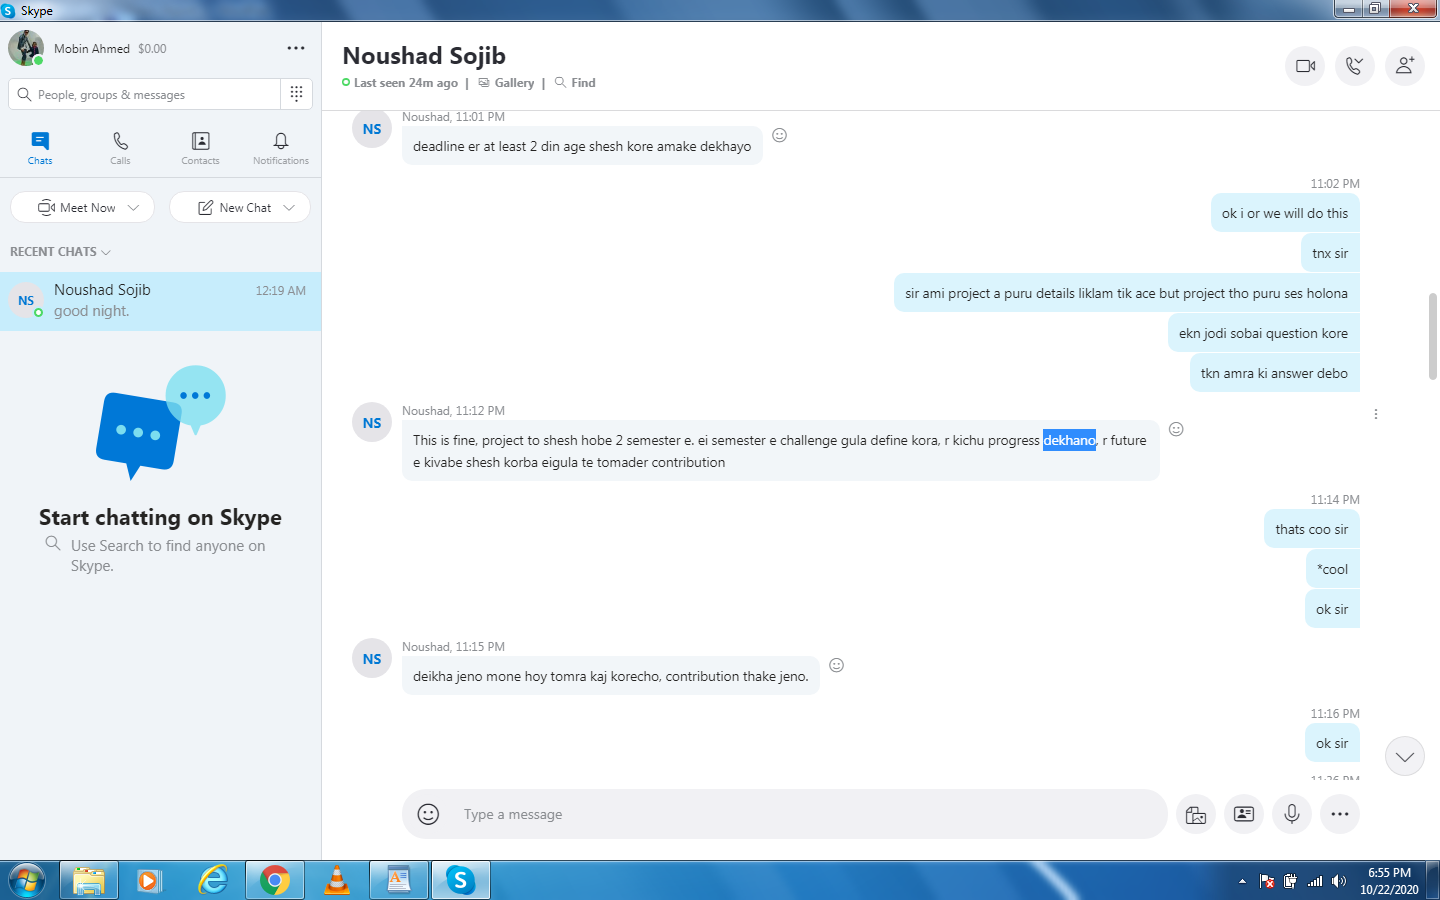 Skype
Mobin Ahmed $0.00
People, groups & messages
Chats Calls Contacts Notifications
Meet Now New Chat
RECENT CHATS
NS Noushad Sojib 12:19 AM
good night.
Start chatting on Skype
Use Search to find anyone on
Skype.
Noushad Sojib
Last seen 24m ago | Gallery | Find
Noushad, 11:01 PM
NS
deadline er at least 2 din age shesh kore amake dekhayo
11:02 PM
ok i or we will do this
tnx sir
sir ami project a puru details liklam tik ace but project tho puru ses holona
ekn jodi sobai question kore
tkn amra ki answer debo
Noushad, 11:12 PM
NS
This is fine, project to shesh hobe 2 semester e. ei semester e challenge gula define kora, r kichu progress dekhano, r future
e kivabe shesh korba eigula te tomader contribution
11:14 PM
thats coo sir
*cool
ok sir
Noushad, 11:15 PM
NS
deikha jeno mone hoy tomra kaj korecho, contribution thake jeno.
11:16 PM
ok sir
Type a message
6:55 PM
10/22/2020